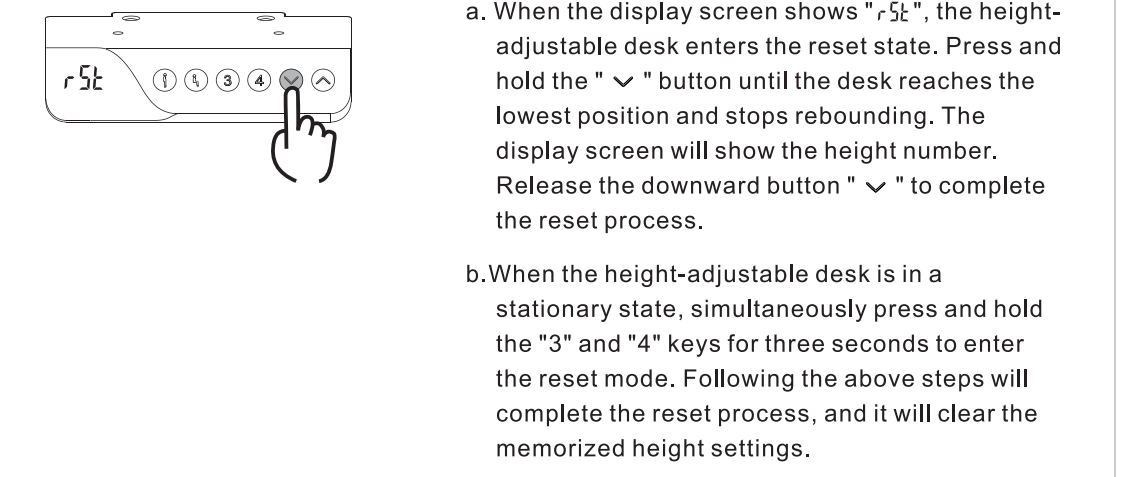 a. When the display screen shows "rSt", the height-
adjustable desk enters the reset state. Press and
hold the " ∨ " button until the desk reaches the
lowest position and stops rebounding. The
display screen will show the height number.
Release the downward button " ∨ " to complete
the reset process.
rSt 3 4
b.When the height-adjustable desk is in a
stationary state, simultaneously press and hold
the "3" and "4" keys for three seconds to enter
the reset mode. Following the above steps will
complete the reset process, and it will clear the
memorized height settings.